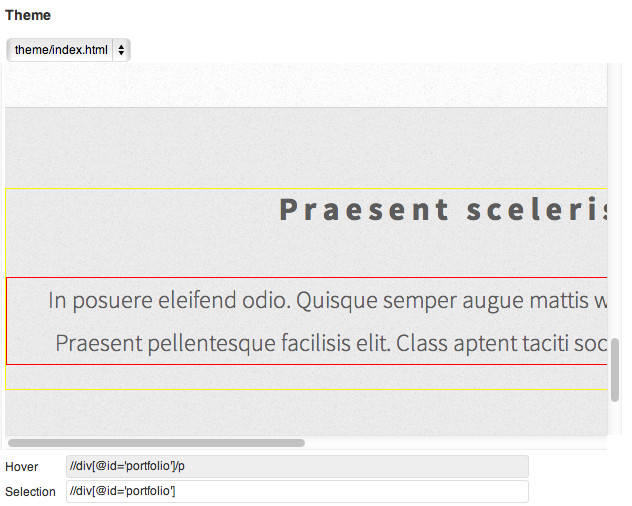 Theme
theme/index.html
Praesent sceleris
In posuere eleifend odio. Quisque semper augue mattis w
Praesent pellentesque facilisis elit. Class aptent taciti soc
Hover //div[@id='portfolio']/p
Selection //div[@id='portfolio']